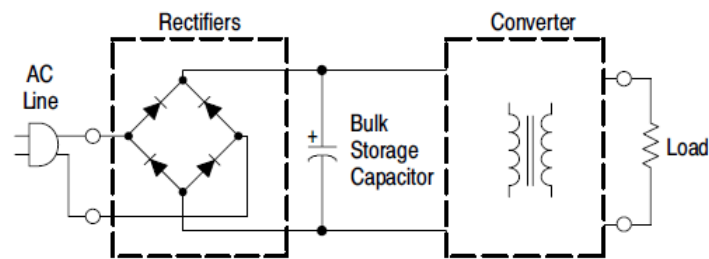 Rectifiers
Converter
AC
Line
+
Bulk
Storage
Capacitor
Load